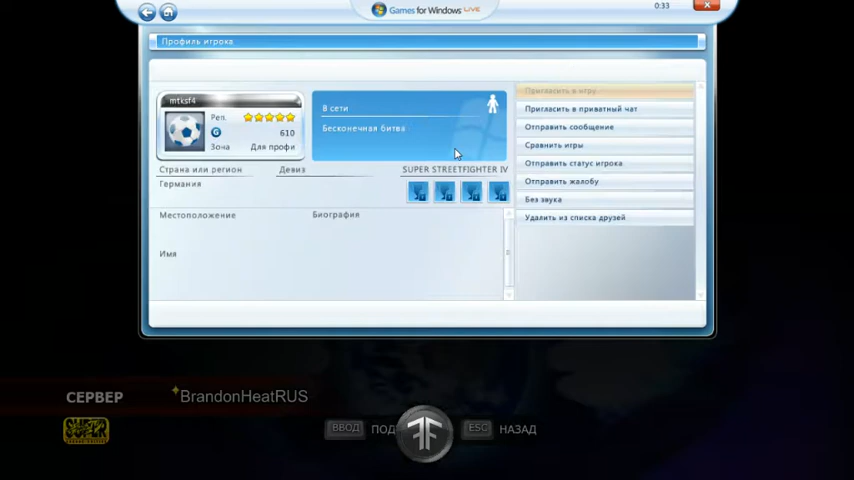 Games for Windows LIVE
0:33
Профиль игрока
mtksf4
Реп.
G 610
Зона Для профи
В сети
Бесконечная битва
Страна или регион
Германия
Девиз
SUPER STREETFIGHTER IV
Местоположение
Биография
Имя
Пригласить в игру
Пригласить в приватный чат
Отправить сообщение
Сравнить игры
Отправить статус игрока
Отправить жалобу
Без звука
Удалить из списка друзей
СЕРВЕР BrandonHeatRUS
SUPER
ВВОД ПОД ESC НАЗАД